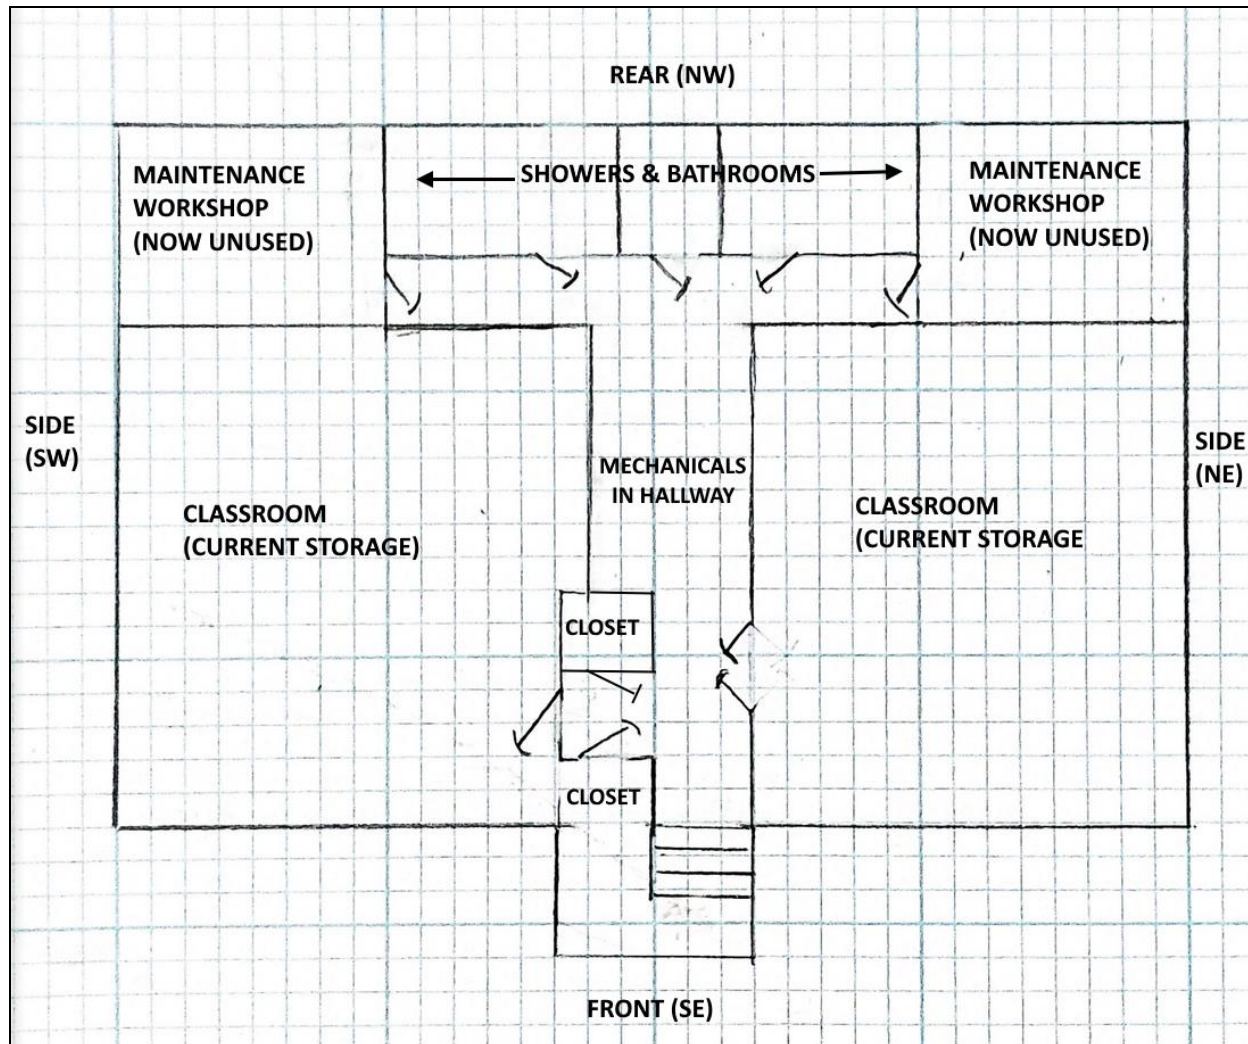 REAR (NW)
MAINTENANCE
WORKSHOP
(NOW UNUSED)
SHOWERS & BATHROOMS
MAINTENANCE
WORKSHOP
(NOW UNUSED)
SIDE
(SW)
CLASSROOM
(CURRENT STORAGE)
MECHANICALS
IN HALLWAY
CLASSROOM
(CURRENT STORAGE
SIDE
(NE)
CLOSET
CLOSET
FRONT (SE)